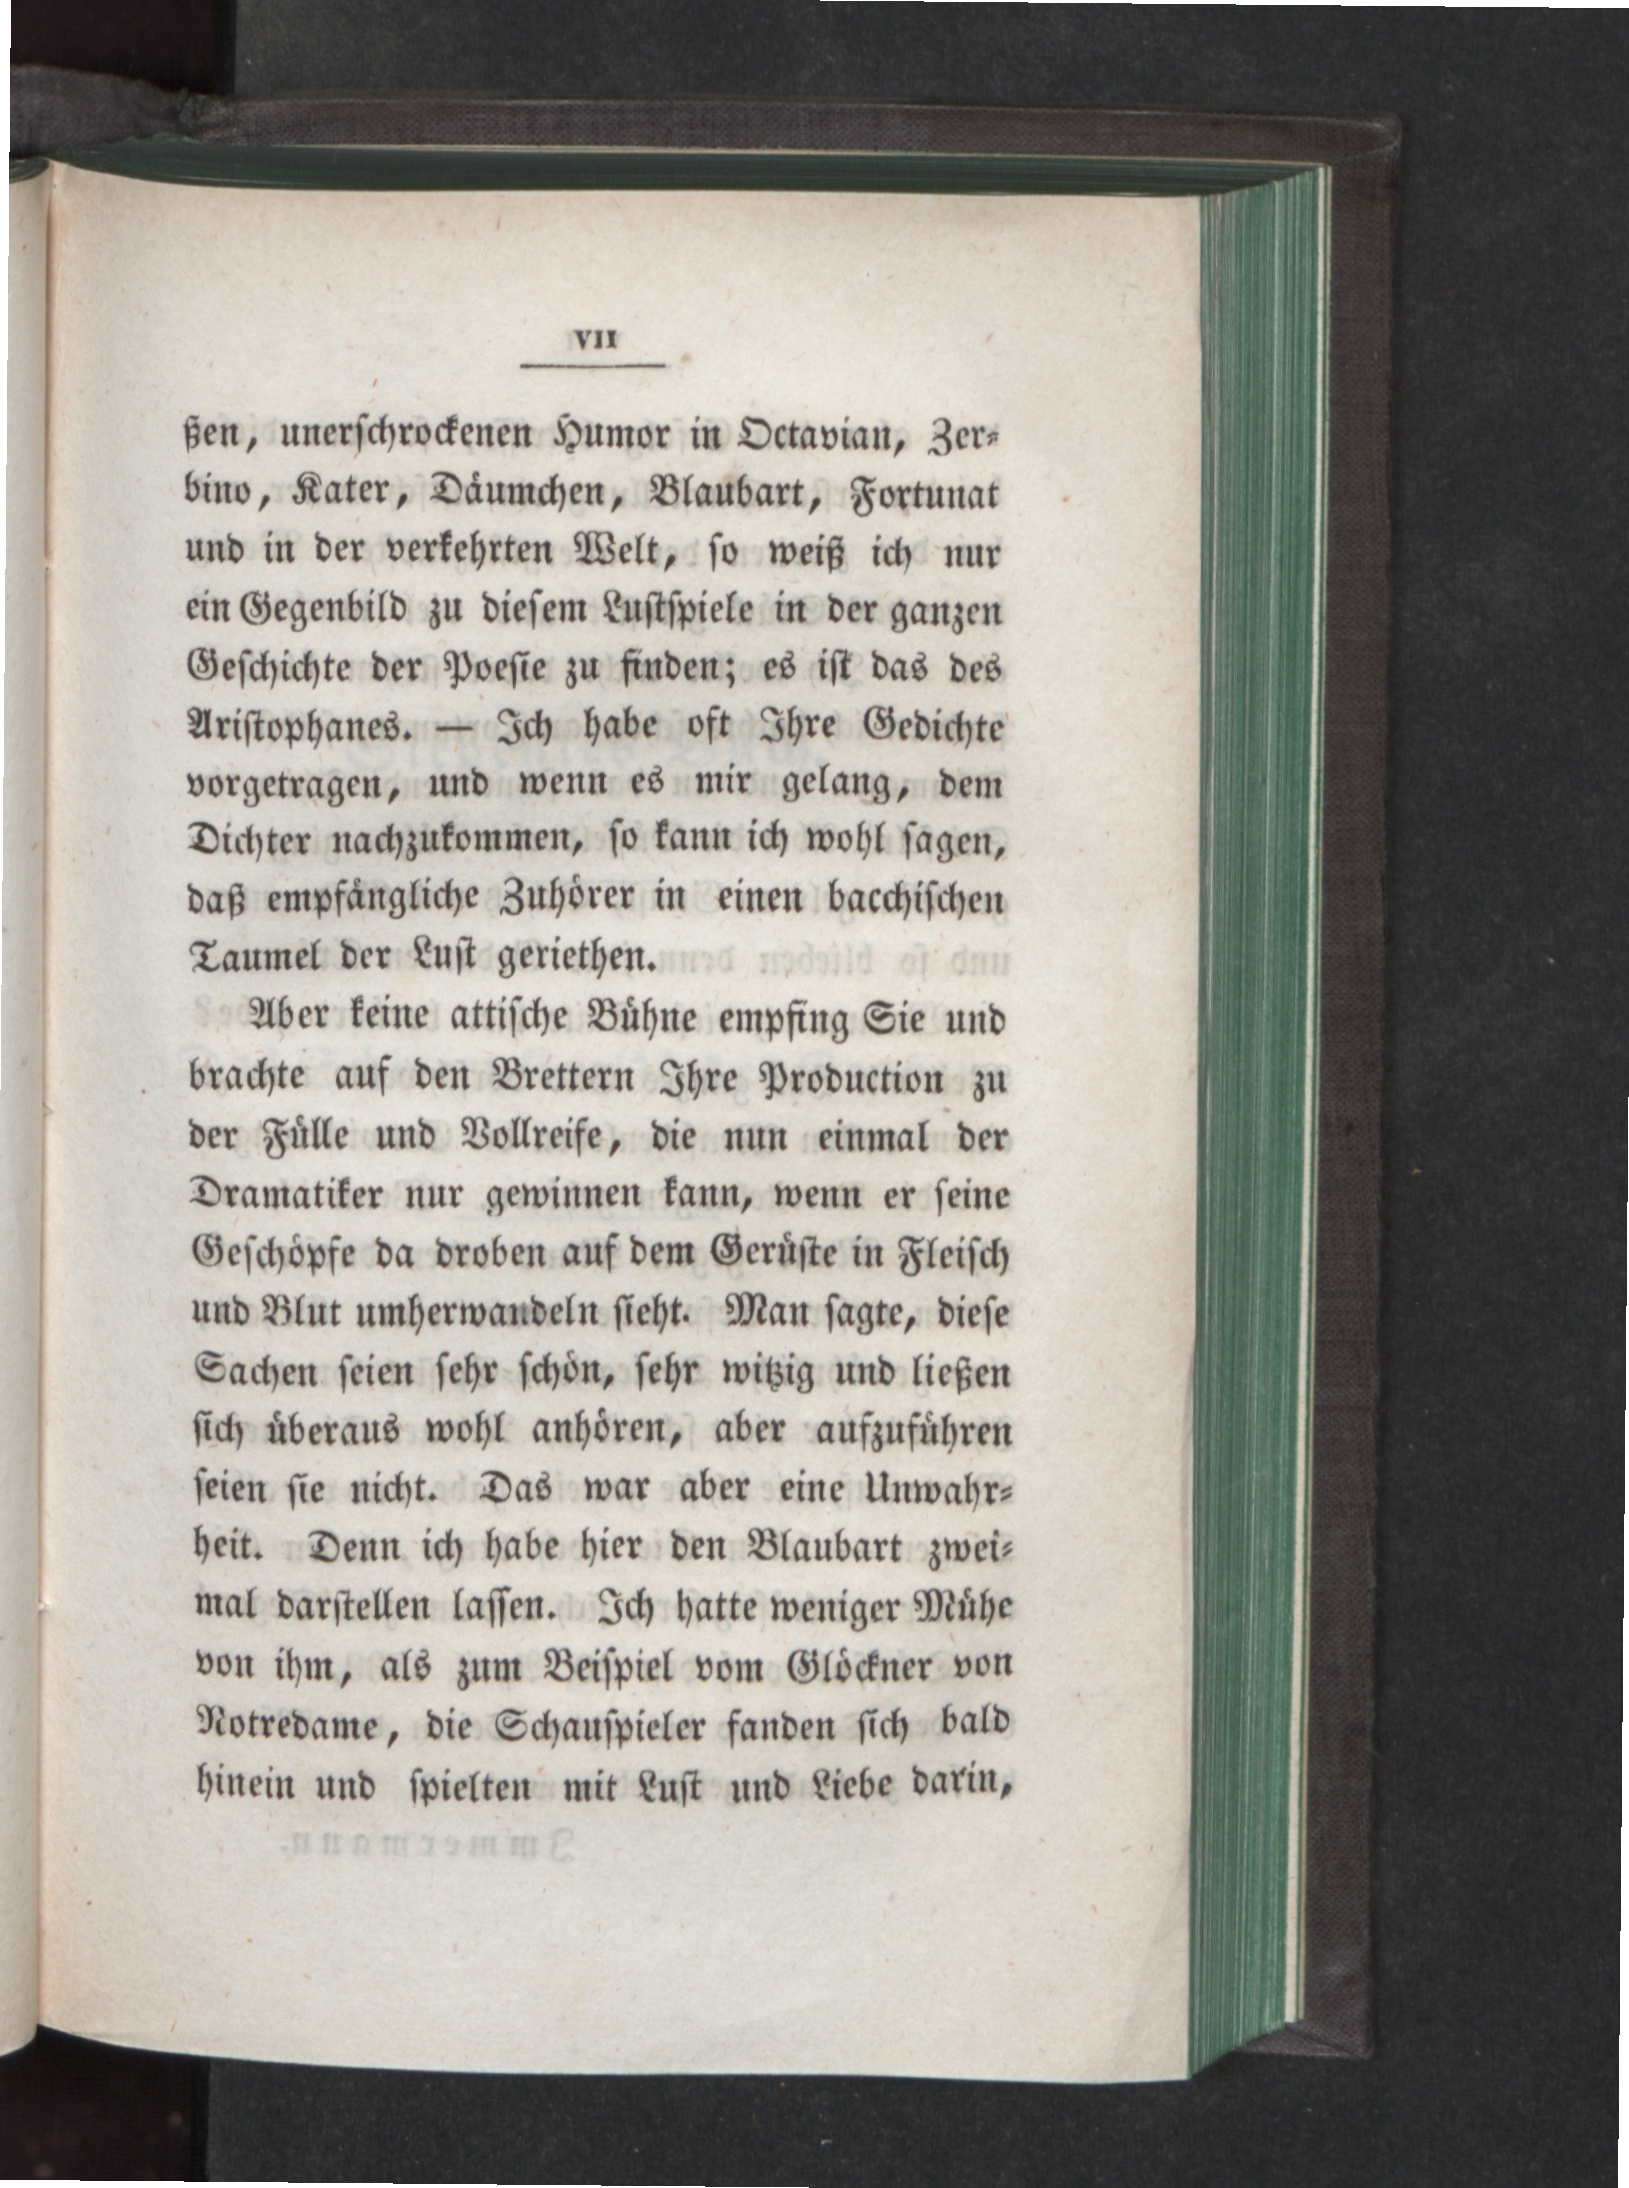 VII
ßen, unerſchrockenen Humor in Octavian, Zer⸗
bino, Kater, Däumchen, Blaubart, Fortunat
und in der verkehrten Welt, ſo weiß ich nur
ein Gegenbild zu dieſem Luſtſpiele in der ganzen
Geſchichte der Poeſie zu finden; es iſt das des
Ariſtophanes. — Ich habe oft Ihre Gedichte
vorgetragen, und wenn es mir gelang, dem
Dichter nachzukommen, ſo kann ich wohl ſagen,
daß empfängliche Zuhörer in einen bacchiſchen
Taumel der Luſt geriethen.
Aber keine attiſche Bühne empfing Sie und
brachte auf den Brettern Ihre Production zu
der Fülle und Vollreife, die nun einmal der
Dramatiker nur gewinnen kann, wenn er ſeine
Geſchöpfe da droben auf dem Gerüſte in Fleiſch
und Blut umherwandeln ſieht. Man ſagte, dieſe
Sachen ſeien ſehr ſchön, ſehr witzig und ließen
ſich überaus wohl anhören, aber aufzuführen
ſeien ſie nicht. Das war aber eine Unwahr⸗
heit. Denn ich habe hier den Blaubart zwei⸗
mal darſtellen laſſen. Ich hatte weniger Mühe
von ihm, als zum Beiſpiel vom Glöckner von
Notredame, die Schauſpieler fanden ſich bald
hinein und ſpielten mit Luſt und Liebe darin,